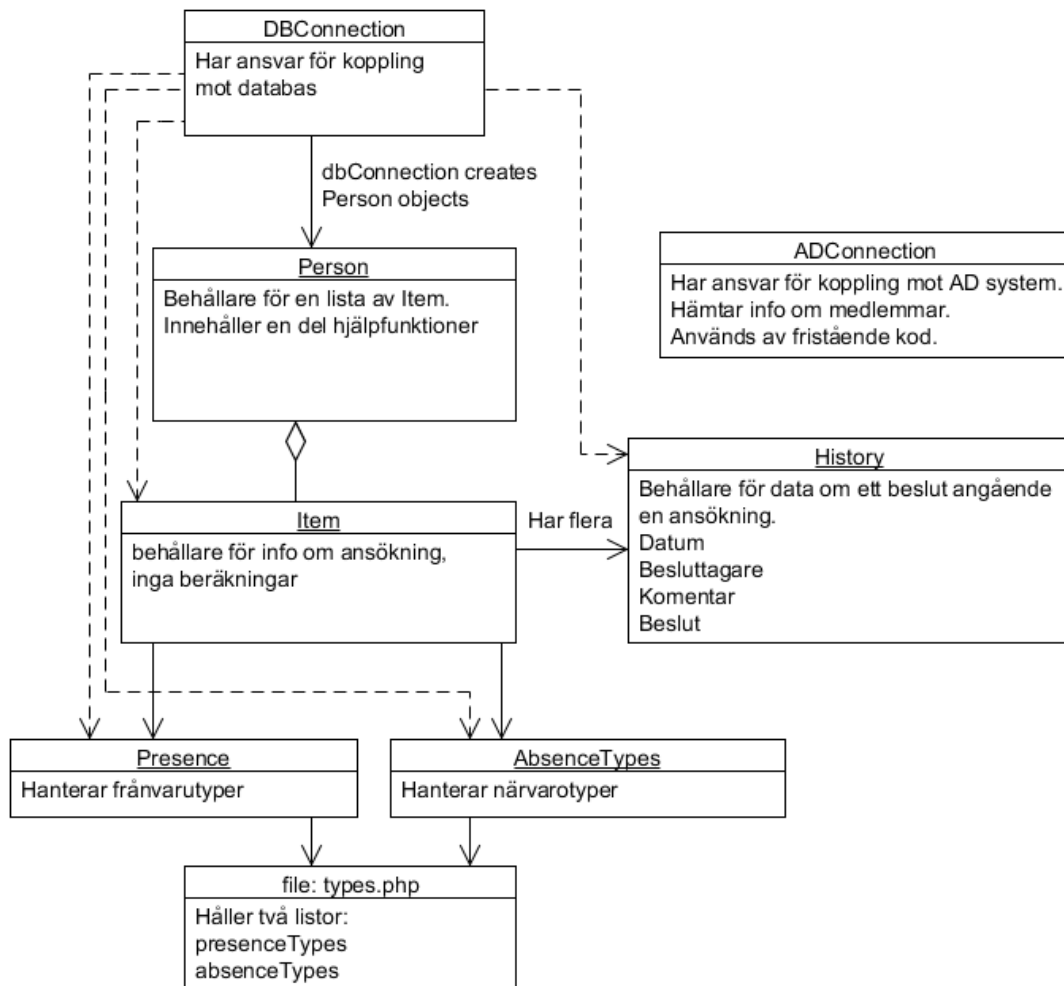 DBConnection
Har ansvar för koppling
mot databas
dbConnection creates
Person objects
Person
Behållare för en lista av Item.
Innehåller en del hjälpfunktioner
ADConnection
Har ansvar för koppling mot AD system.
Hämtar info om medlemmar.
Används av fristående kod.
History
Behållare för data om ett beslut angående
en ansökning.
Datum
Besluttagare
Komentar
Beslut
Item
behållare för info om ansökning,
inga beräkningar
Har flera
Presence
Hanterar frånvarutyper
AbsenceTypes
Hanterar närvarotyper
file: types.php
Håller två listor:
presenceTypes
absenceTypes